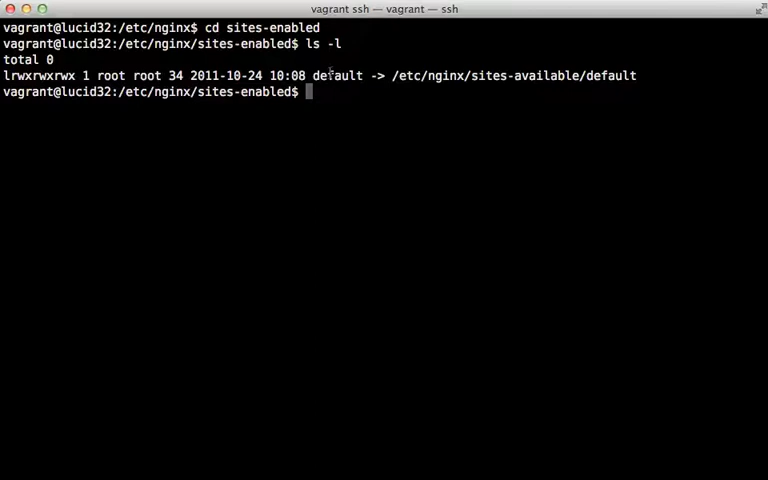 vagrant ssh — vagrant — ssh
vagrant@lucid32:/etc/nginx$ cd sites-enabled
vagrant@lucid32:/etc/nginx/sites-enabled$ ls -l
total 0
lrwxrwxrwx 1 root root 34 2011-10-24 10:08 default -> /etc/nginx/sites-available/default
vagrant@lucid32:/etc/nginx/sites-enabled$